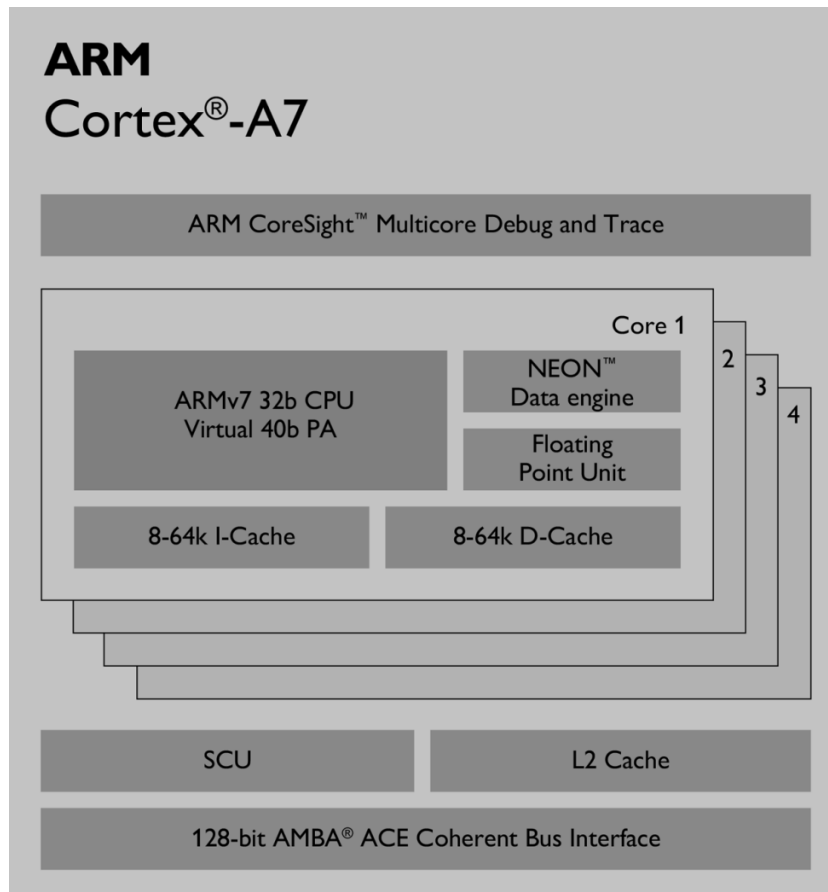 ARM
Cortex®-A7
ARM CoreSight™ Multicore Debug and Trace
Core 1
2
3
4
ARMv7 32b CPU
Virtual 40b PA
NEON™
Data engine
Floating
Point Unit
8-64k I-Cache
8-64k D-Cache
SCU
L2 Cache
128-bit AMBA® ACE Coherent Bus Interface